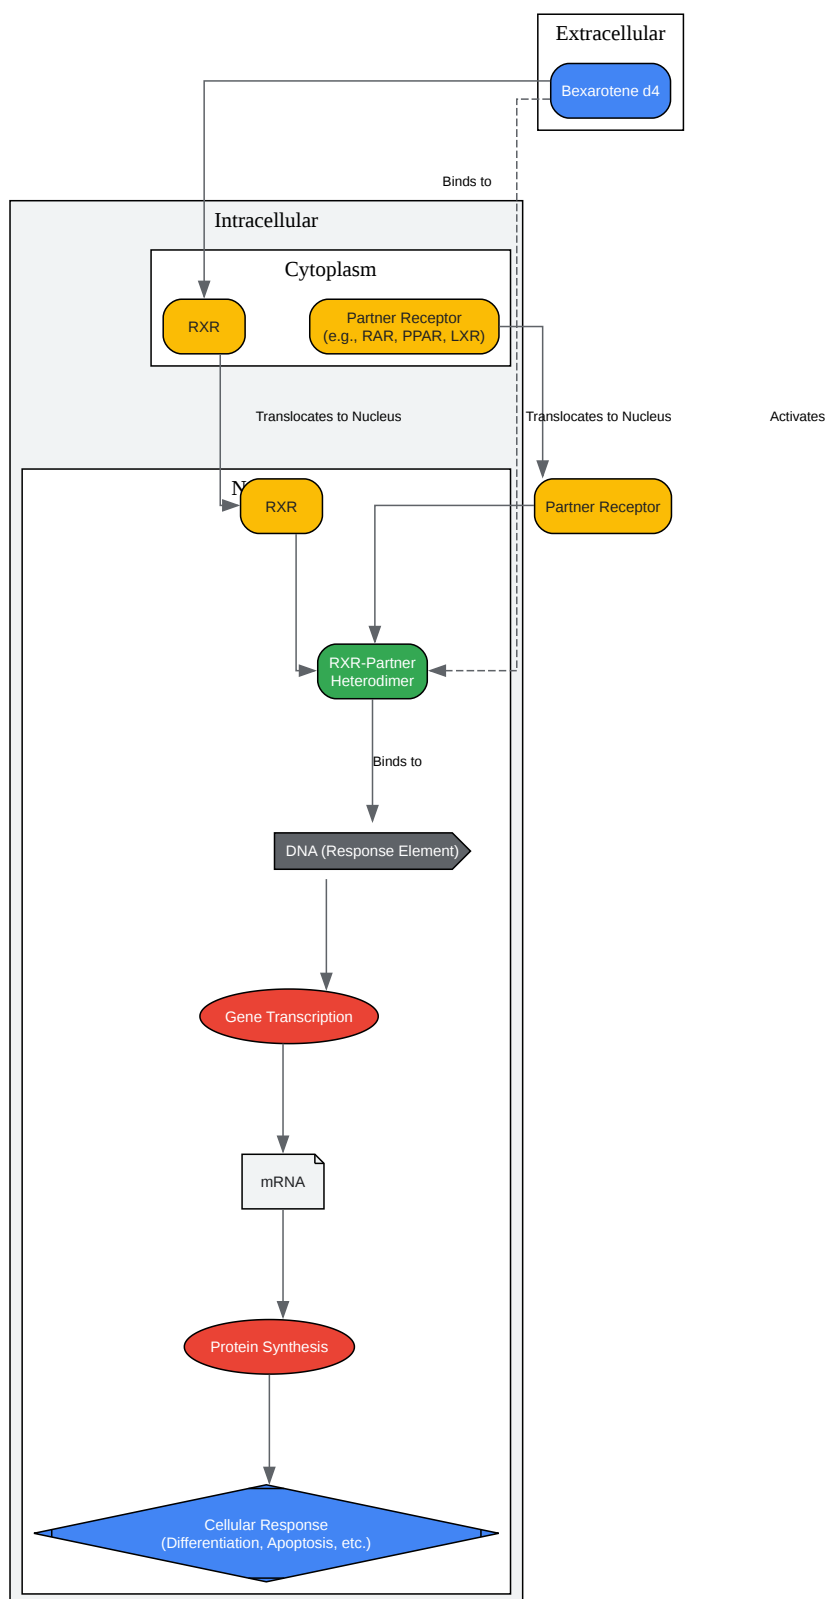 Extracellular
Bexarotene d4
Binds to
Intracellular
Cytoplasm
RXR
Partner Receptor
(e.g., RAR, PPAR, LXR)
Translocates to Nucleus
Translocates to Nucleus
Activates
N
RXR
Partner Receptor
RXR-Partner
Heterodimer
Binds to
DNA (Response Element)
Gene Transcription
mRNA
Protein Synthesis
Cellular Response
(Differentiation, Apoptosis, etc.)